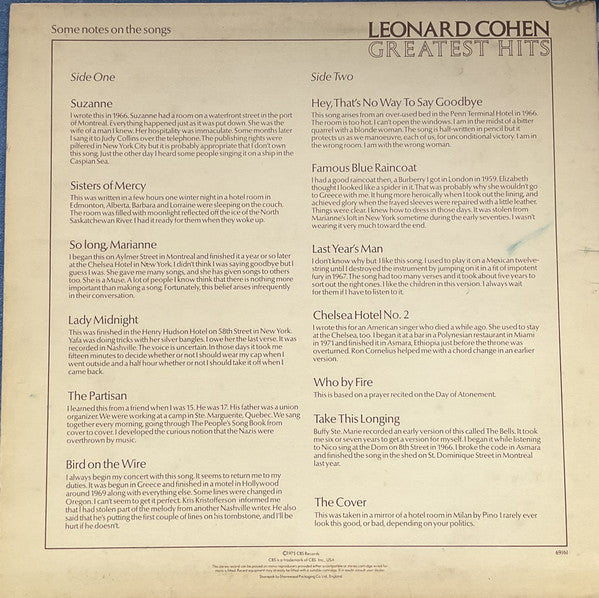 Some notes on the songs
LEONARD COHEN
GREATEST HITS
Side One
Suzanne
I wrote this in 1966. Suzanne had a room on a waterfront street in the port
of Montreal. Everything happened just as it was put down. She was the
wife of a man I knew. Her hospitality was immaculate. Some months later
I sang it to Judy Collins over the telephone. The publishing rights were
pilfered in New York City but it is probably appropriate that I don't own
this song. Just the other day I heard some people singing it on a ship in the
Caspian Sea.
Sisters of Mercy
This was written in a few hours one winter night in a hotel room in
Edmonton, Alberta. Barbara and Lorraine were sleeping on the couch.
The room was filled with moonlight reflected off the ice of the North
Saskatchewan River. I had it ready for them when they woke up.
So long, Marianne
I began this on Aylmer Street in Montreal and finished it a year or so later
at the Chelsea Hotel in New York. I didn't think I was saying goodbye but I
guess I was. She gave me many songs, and she has given songs to others
too. She is a Muse. A lot of people I know think that there is nothing more
important than making a song. Fortunately, this belief arises infrequently
in their conversation.
Lady Midnight
This was finished in the Henry Hudson Hotel on 58th Street in New York.
Yafa was doing tricks with her silver bangles. I owe her the last verse. It was
recorded in Nashville. The voice is uncertain. In those days it took me
fifteen minutes to decide whether or not I should wear my cap when I
went outside and a half hour whether or not I should take it off when I
came back.
The Partisan
I learned this from a friend when I was 15. He was 17. His father was a union
organizer. We were working at a camp in Ste. Marguerite, Quebec. We sang
together every morning, going through The People's Song Book from
cover to cover. I developed the curious notion that the Nazis were
overthrown by music.
Bird on the Wire
I always begin my concert with this song. It seems to return me to my
duties. It was begun in Greece and finished in a motel in Hollywood
around 1969 along with everything else. Some lines were changed in
Oregon. I can't seem to get it perfect. Kris Kristofferson informed me
that I had stolen part of the melody from another Nashville writer. He also
said that he's putting the first couple of lines on his tombstone, and I'll be
hurt if he doesn't.
Side Two
Hey, That's No Way To Say Goodbye
This song arises from an over-used bed in the Penn Terminal Hotel in 1966.
The room is too hot. I can't open the windows. I am in the midst of a bitter
quarrel with a blonde woman. The song is half-written in pencil but it
protects us as we manoeuvre, each of us, for unconditional victory. I am in
the wrong room. I am with the wrong woman.
Famous Blue Raincoat
I had a good raincoat then, a Burberry I got in London in 1959. Elizabeth
thought I looked like a spider in it. That was probably why she wouldn't go
to Greece with me. It hung more heroically when I took out the lining, and
achieved glory when the frayed sleeves were repaired with a little leather.
Things were clear. I knew how to dress in those days. It was stolen from
Marianne's loft in New York sometime during the early seventies. I wasn't
wearing it very much toward the end.
Last Year's Man
I don't know why but I like this song. I used to play it on a Mexican twelve-
string until I destroyed the instrument by jumping on it in a fit of impotent
fury in 1967. The song had too many verses and it took about five years to
sort out the right ones. I like the children in this version. I always wait
for them if I have to listen to it.
Chelsea Hotel No. 2
I wrote this for an American singer who died a while ago. She used to stay
at the Chelsea, too. I began it at a bar in a Polynesian restaurant in Miami
in 1971 and finished it in Asmara, Ethiopia just before the throne was
overturned. Ron Cornelius helped me with a chord change in an earlier
version.
Who by Fire
This is based on a prayer recited on the Day of Atonement.
Take This Longing
Buffy Ste. Marie recorded an early version of this called The Bells. It took
me six or seven years to get a version for myself. I began it while listening
to Nico sing at the Dom on 8th Street in 1966. I broke the code in Asmara
and finished the song in the shed on St. Dominique Street in Montreal
last year.
The Cover
This was taken in a mirror of a hotel room in Milan by Pino I rarely ever
look this good, or bad, depending on your politics.
©1975 CBS Records
CBS is a trademark of CBS Inc., USA
69161